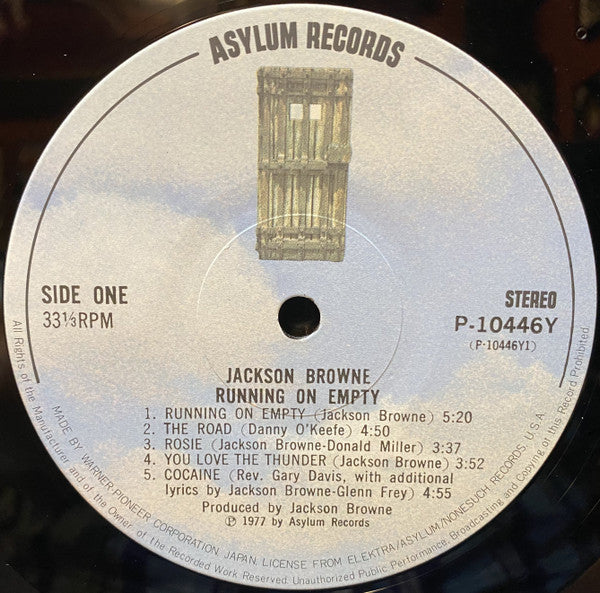 ASYLUM RECORDS
SIDE ONE
33⅓RPM
STEREO
P-10446Y
(P-10446Y1)
JACKSON BROWNE
RUNNING ON EMPTY
1. RUNNING ON EMPTY (Jackson Browne) 5:20
2. THE ROAD (Danny O'Keefe) 4:50
3. ROSIE (Jackson Browne-Donald Miller) 3:37
4. YOU LOVE THE THUNDER (Jackson Browne) 3:52
5. COCAINE (Rev. Gary Davis, with additional
lyrics by Jackson Browne-Glenn Frey) 4:55
Produced by Jackson Browne
℗ 1977 by Asylum Records
MADE BY WARNER-PIONEER CORPORATION, JAPAN. LICENSE FROM ELEKTRA/ASYLUM/NONESUCH RECORDS, U.S.A.
All Rights of the Manufacturer and of the Owner of the Recorded Work Reserved. Unauthorized Public Performance, Broadcasting and Copying of this Record Prohibited.